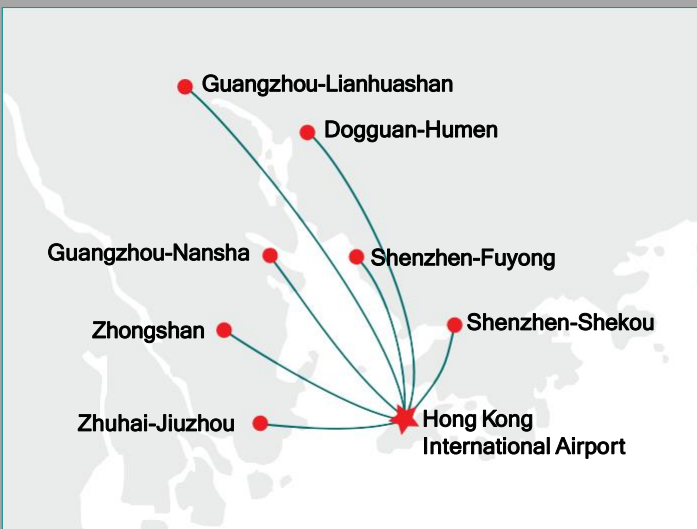 Guangzhou-Lianhuashan
Dogguan-Humen
Guangzhou-Nansha
Shenzhen-Fuyong
Shenzhen-Shekou
Zhongshan
Zhuhai-Jiuzhou
Hong Kong
International Airport